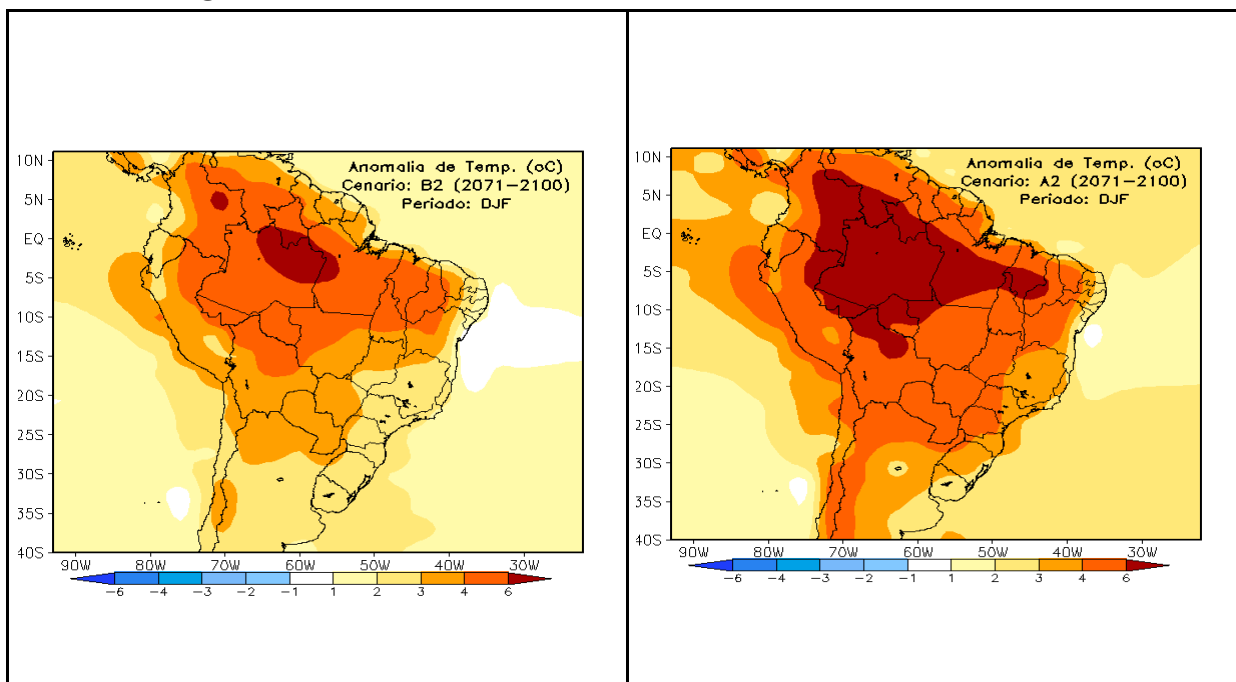 Anomalia de Temp. (oC)
Cenario: B2 (2071–2100)
Periodo: DJF
10N
5N
EQ
5S
10S
15S
20S
25S
30S
35S
40S
90W 80W 70W 60W 50W 40W 30W
−6 −4 −3 −2 −1 1 2 3 4 6
Anomalia de Temp. (oC)
Cenario: A2 (2071–2100)
Periodo: DJF
10N
5N
EQ
5S
10S
15S
20S
25S
30S
35S
40S
90W 80W 70W 60W 50W 40W 30W
−6 −4 −3 −2 −1 1 2 3 4 6